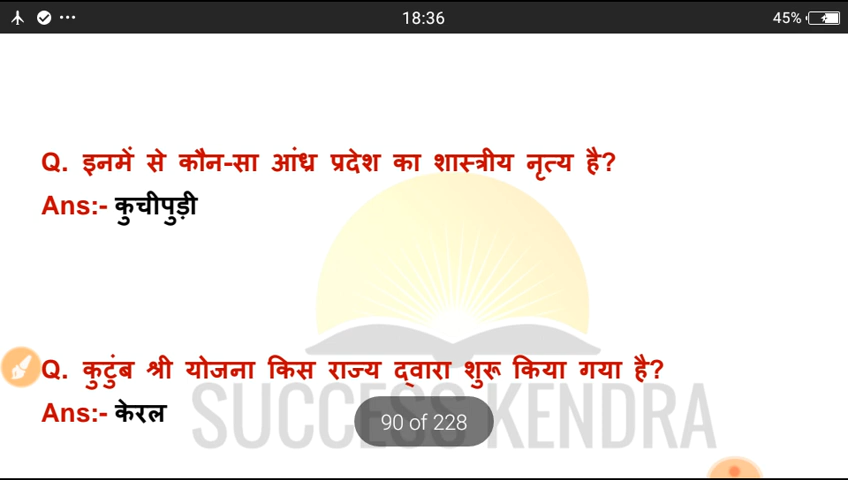 18:36
45%
Q. इनमें से कौन-सा आंध्र प्रदेश का शास्त्रीय नृत्य है?
Ans:- कुचीपुड़ी
Q. कुटुंब श्री योजना किस राज्य द्वारा शुरू किया गया है?
Ans:- केरल
SUCCESS KENDRA
90 of 228